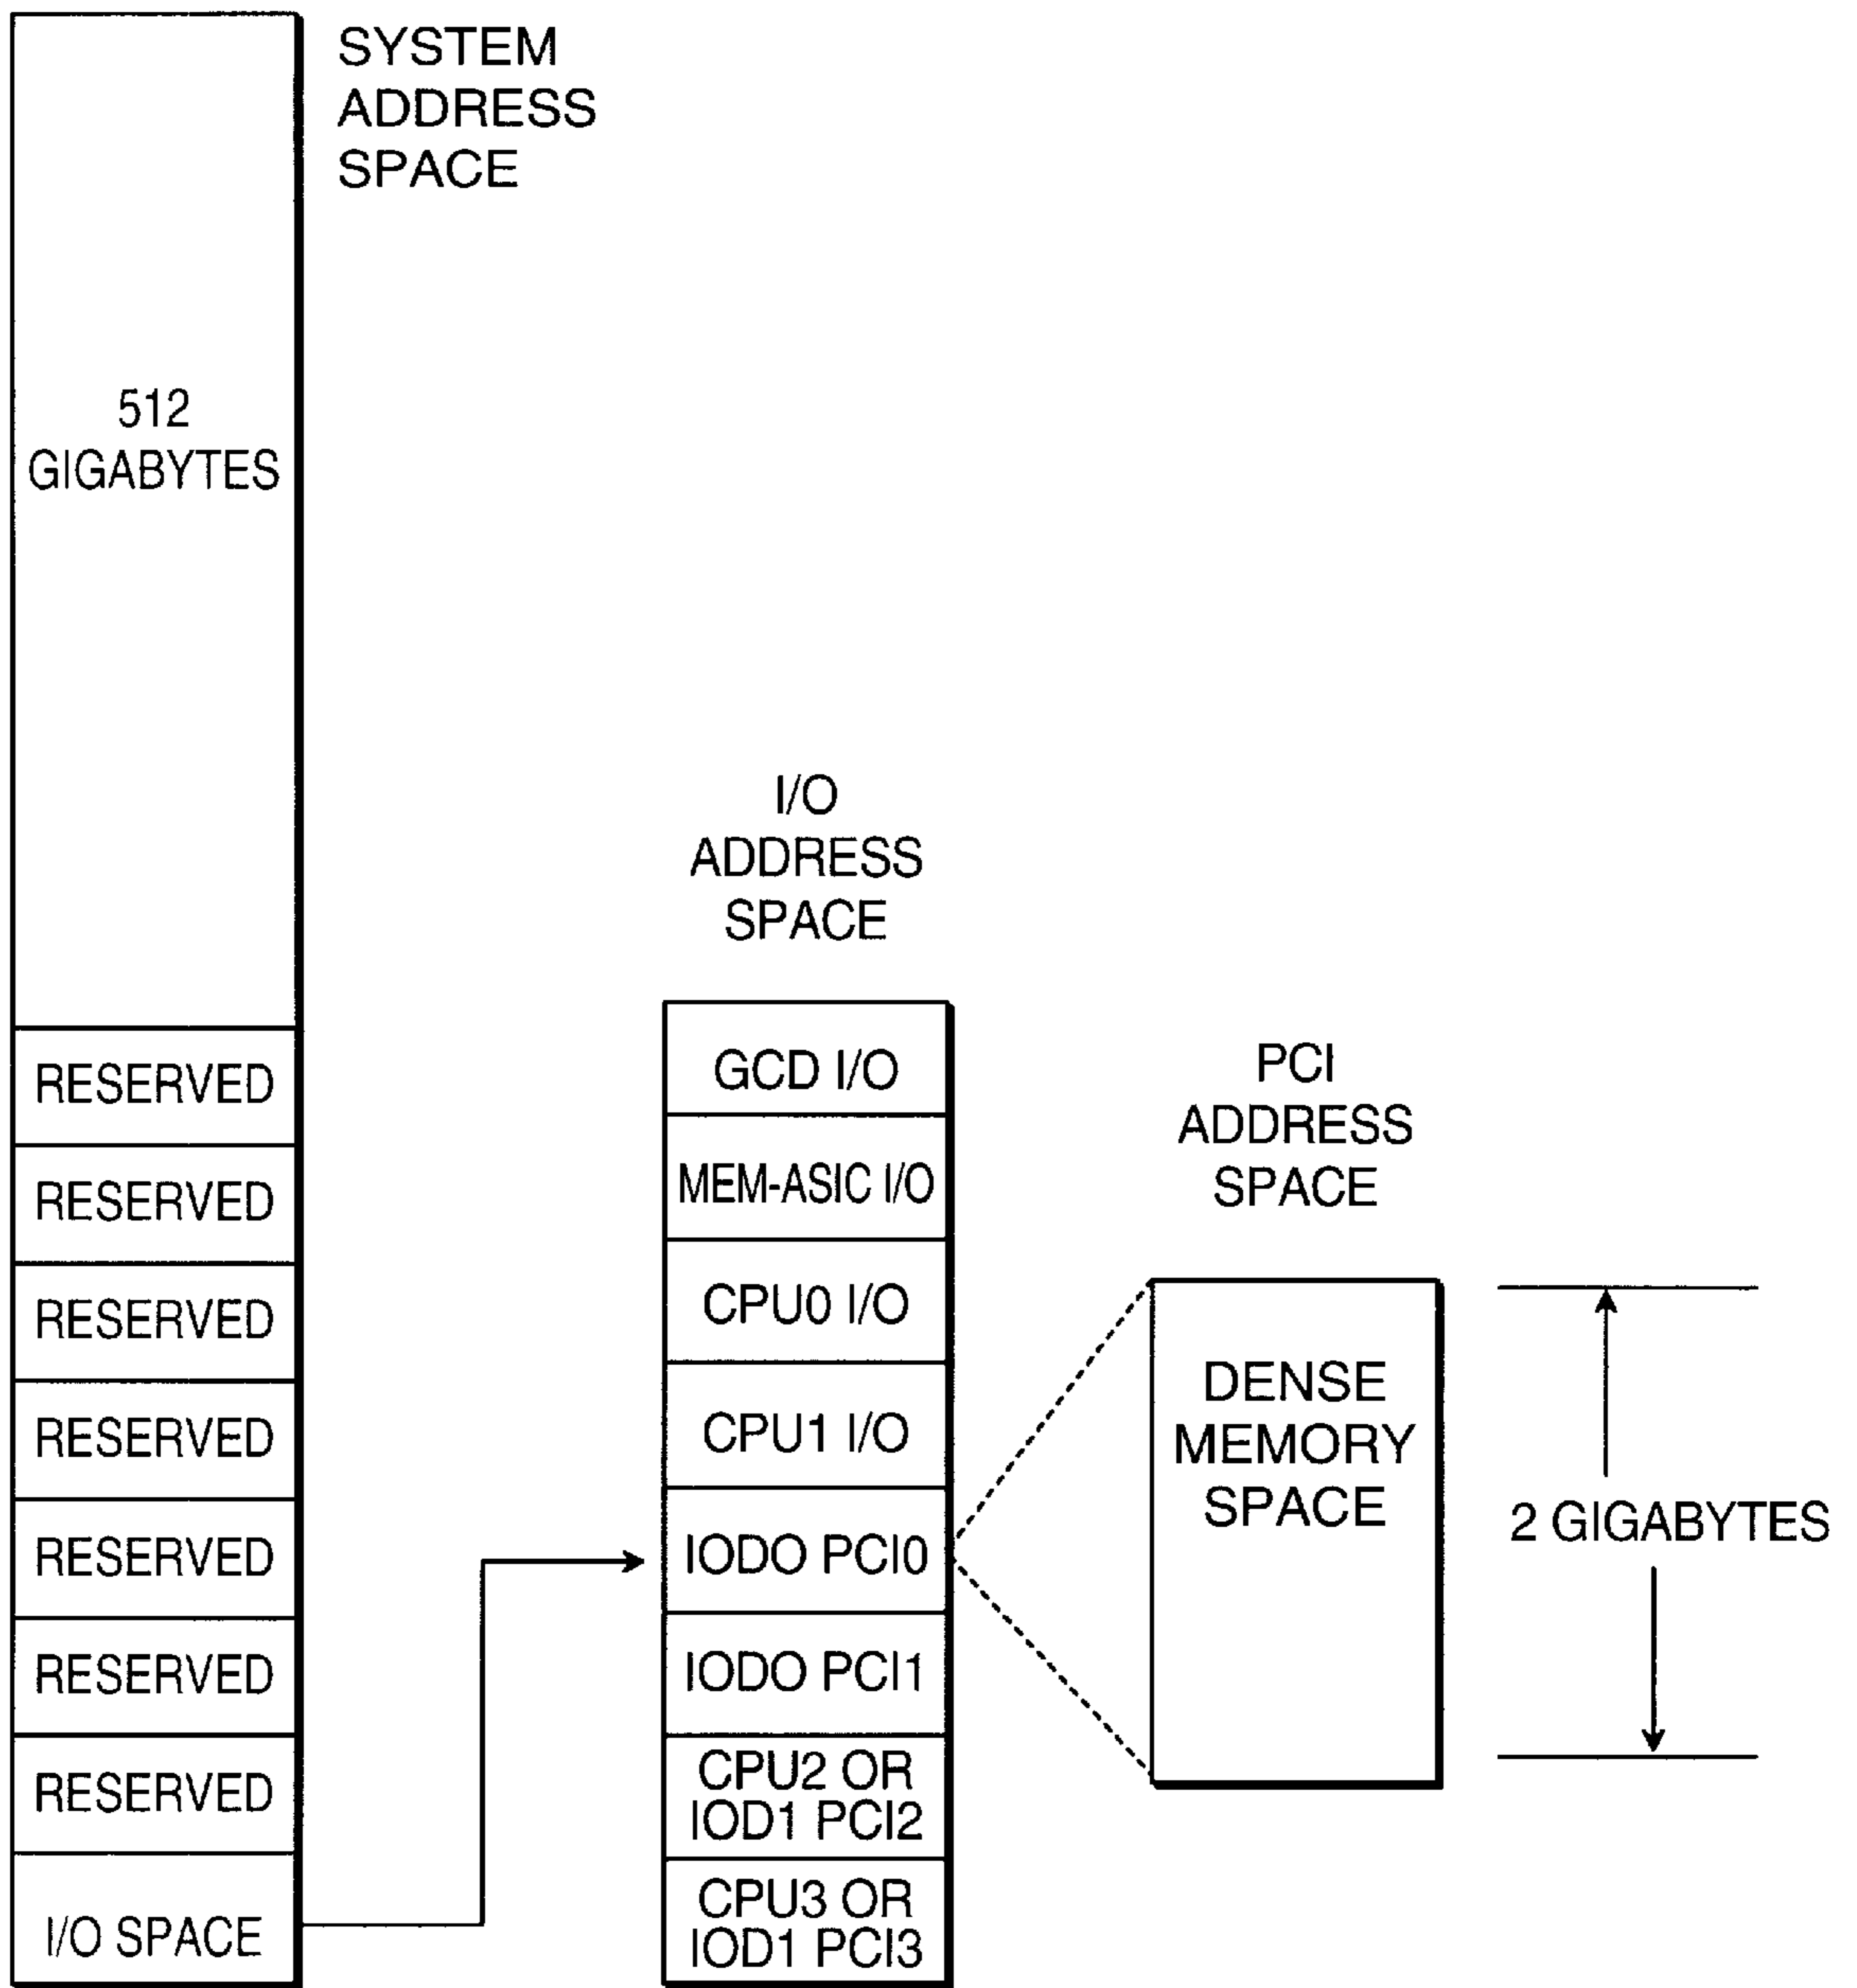 SYSTEM
ADDRESS
SPACE
512
GIGABYTES
RESERVED
RESERVED
RESERVED
RESERVED
RESERVED
RESERVED
RESERVED
I/O SPACE
I/O
ADDRESS
SPACE
GCD I/O
MEM-ASIC I/O
CPU0 I/O
CPU1 I/O
IODO PCI0
IODO PCI1
CPU2 OR
IOD1 PCI2
CPU3 OR
IOD1 PCI3
PCI
ADDRESS
SPACE
DENSE
MEMORY
SPACE
2 GIGABYTES